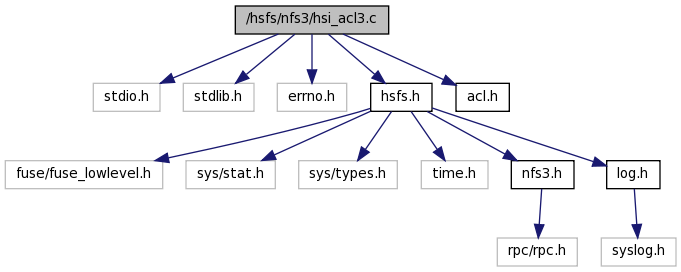 /hsfs/nfs3/hsi_acl3.c
stdio.h
stdlib.h
errno.h
hsfs.h
acl.h
fuse/fuse_lowlevel.h
sys/stat.h
sys/types.h
time.h
nfs3.h
log.h
rpc/rpc.h
syslog.h